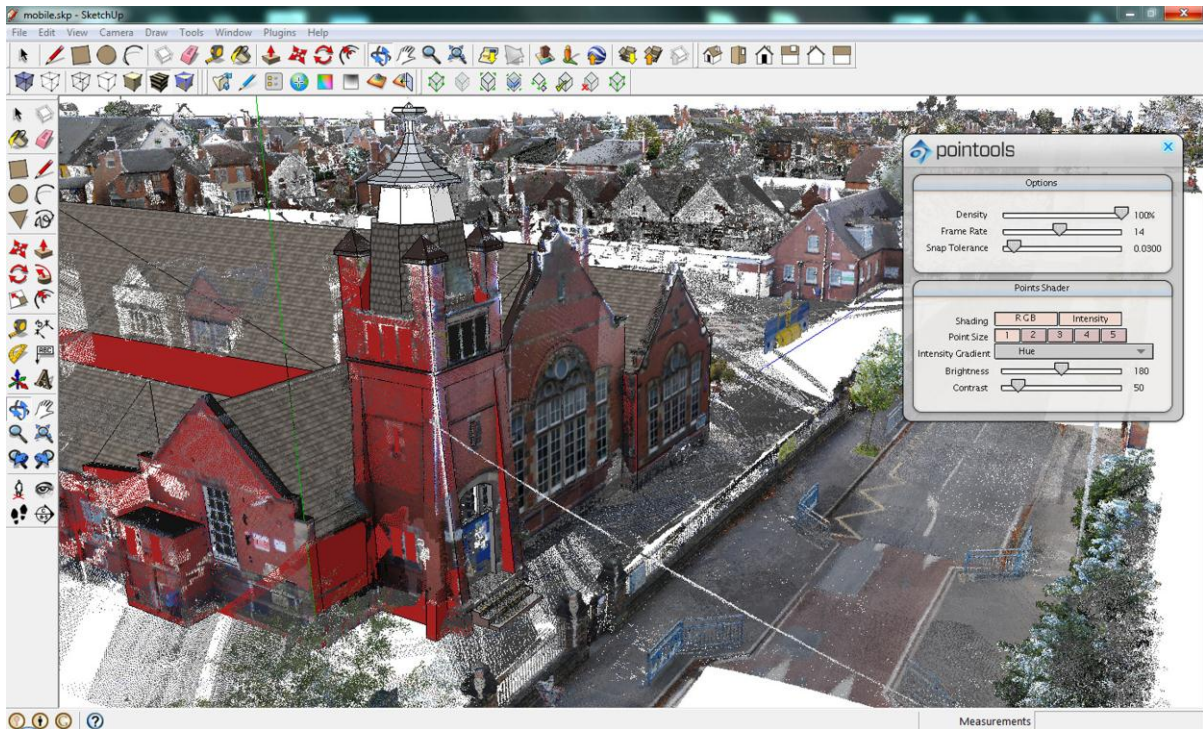 mobile.skp - SketchUp
File Edit View Camera Draw Tools Window Plugins Help
pointools
Options
Density 100%
Frame Rate 14
Snap Tolerance 0.0300
Points Shader
Shading RGB Intensity
Point Size 1 2 3 4 5
Intensity Gradient Hue
Brightness 180
Contrast 50
Measurements